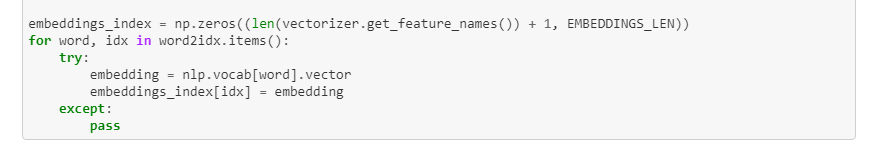 embeddings_index = np.zeros((len(vectorizer.get_feature_names()) + 1, EMBEDDINGS_LEN))
for word, idx in word2idx.items():
    try:
        embedding = nlp.vocab[word].vector
        embeddings_index[idx] = embedding
    except:
        pass